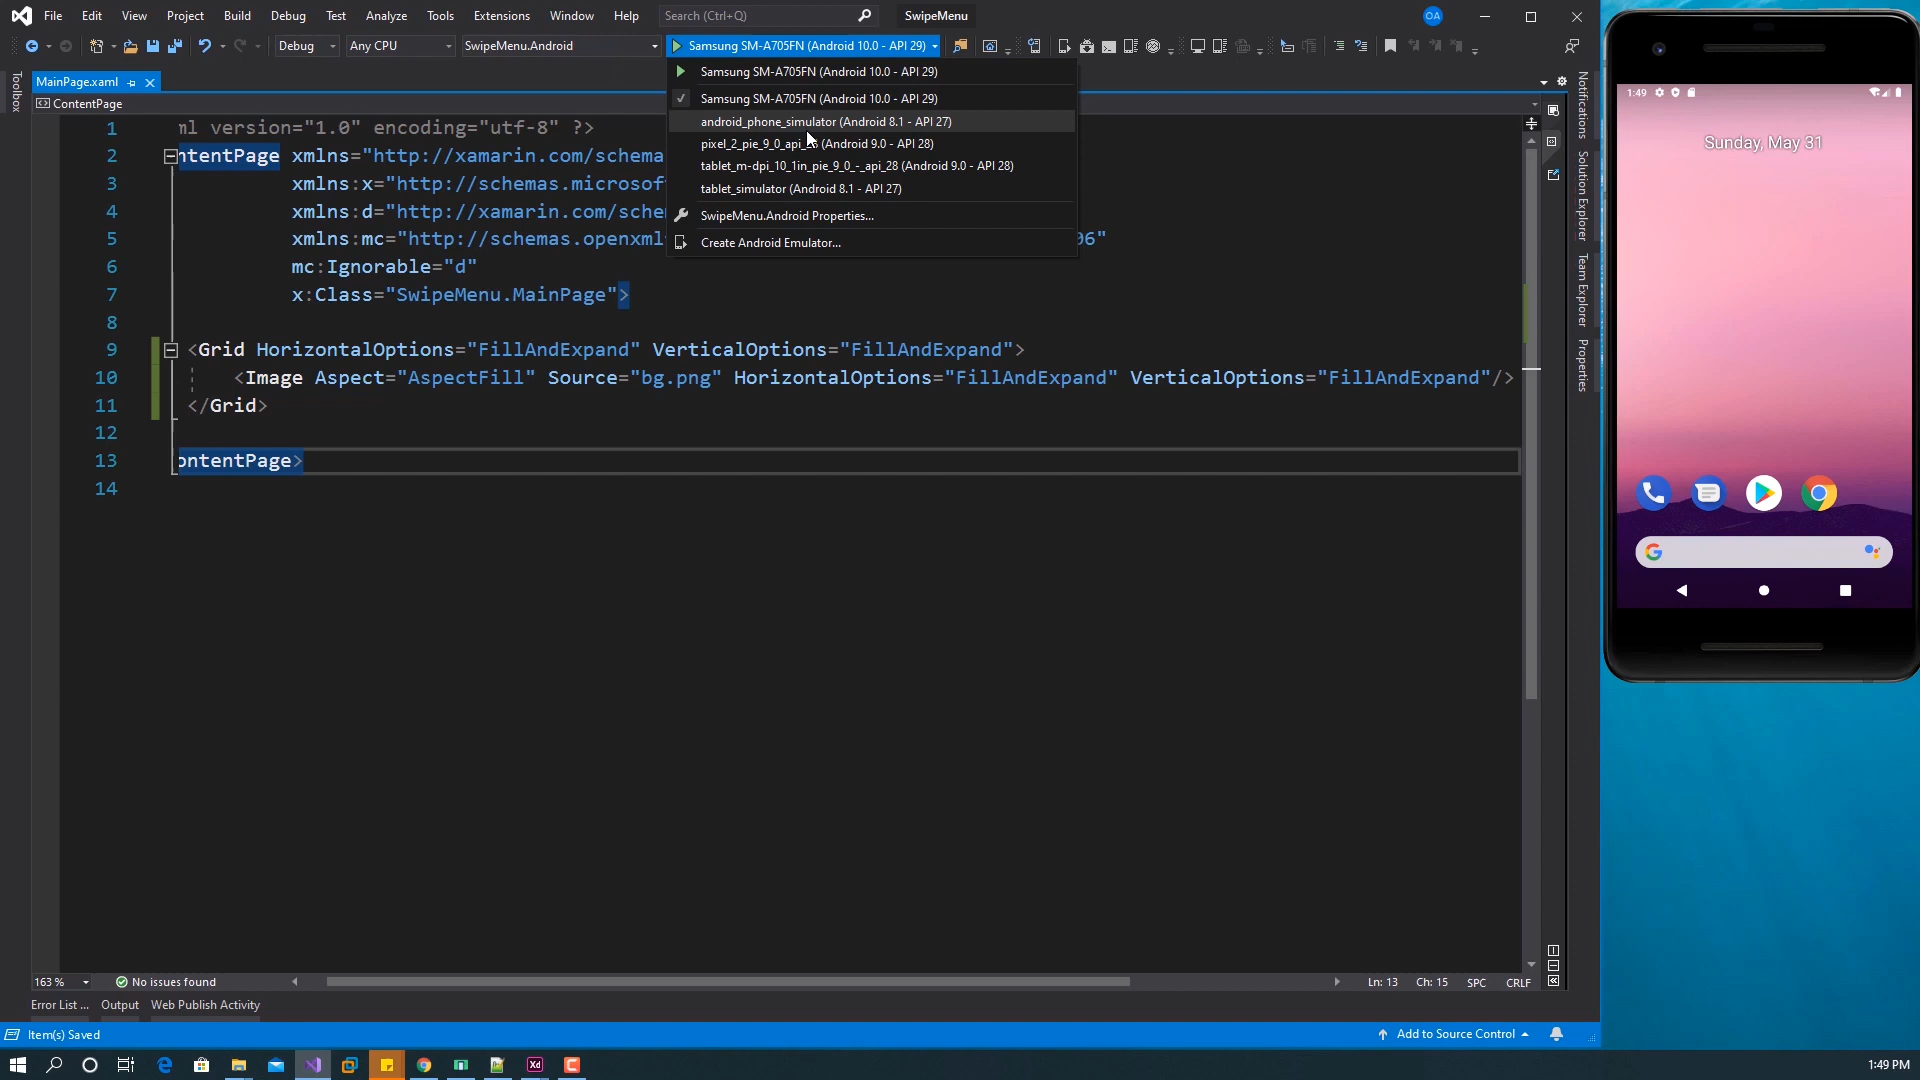 File Edit View Project Build Debug Test Analyze Tools Extensions Window Help Search (Ctrl+Q) SwipeMenu OA
Debug Any CPU SwipeMenu.Android Samsung SM-A705FN (Android 10.0 - API 29)
Samsung SM-A705FN (Android 10.0 - API 29)
Samsung SM-A705FN (Android 10.0 - API 29)
android_phone_simulator (Android 8.1 - API 27)
pixel_2_pie_9_0_api_ (Android 9.0 - API 28)
tablet_m-dpi_10_1in_pie_9_0_-_api_28 (Android 9.0 - API 28)
tablet_simulator (Android 8.1 - API 27)
SwipeMenu.Android Properties...
Create Android Emulator...
Toolbox
MainPage.xaml
ContentPage
1 ml version="1.0" encoding="utf-8" ?>
2 ntentPage xmlns="http://xamarin.com/schema
3 xmlns:x="http://schemas.microsof
4 xmlns:d="http://xamarin.com/sche
5 xmlns:mc="http://schemas.openxml 06"
6 mc:Ignorable="d"
7 x:Class="SwipeMenu.MainPage">
8
9 <Grid HorizontalOptions="FillAndExpand" VerticalOptions="FillAndExpand">
10 <Image Aspect="AspectFill" Source="bg.png" HorizontalOptions="FillAndExpand" VerticalOptions="FillAndExpand"/>
11 </Grid>
12
13 ontentPage>
14
Notifications
Solution Explorer
Team Explorer
Properties
1:49
Sunday, May 31
163 % No issues found Ln: 13 Ch: 15 SPC CRLF
Error List ... Output Web Publish Activity
Item(s) Saved Add to Source Control
Xd
1:49 PM